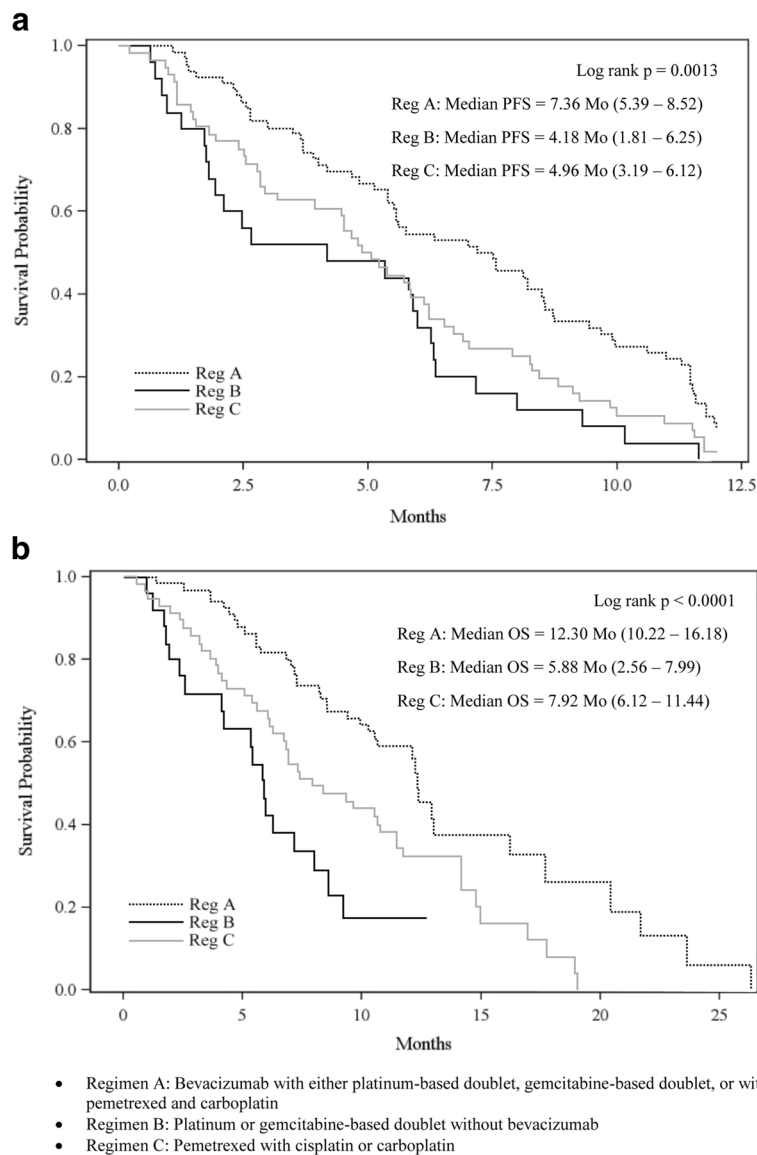 a
1.0
0.8
0.6
0.4
0.2
0.0
Survival Probability
Log rank p = 0.0013
Reg A: Median PFS = 7.36 Mo (5.39 – 8.52)
Reg B: Median PFS = 4.18 Mo (1.81 – 6.25)
Reg C: Median PFS = 4.96 Mo (3.19 – 6.12)
Reg A
Reg B
Reg C
0.0 2.5 5.0 7.5 10.0 12.5
Months
b
1.0
0.8
0.6
0.4
0.2
0.0
Survival Probability
Log rank p < 0.0001
Reg A: Median OS = 12.30 Mo (10.22 – 16.18)
Reg B: Median OS = 5.88 Mo (2.56 – 7.99)
Reg C: Median OS = 7.92 Mo (6.12 – 11.44)
Reg A
Reg B
Reg C
0 5 10 15 20 25
Months
• Regimen A: Bevacizumab with either platinum-based doublet, gemcitabine-based doublet, or wi
pemetrexed and carboplatin
• Regimen B: Platinum or gemcitabine-based doublet without bevacizumab
• Regimen C: Pemetrexed with cisplatin or carboplatin